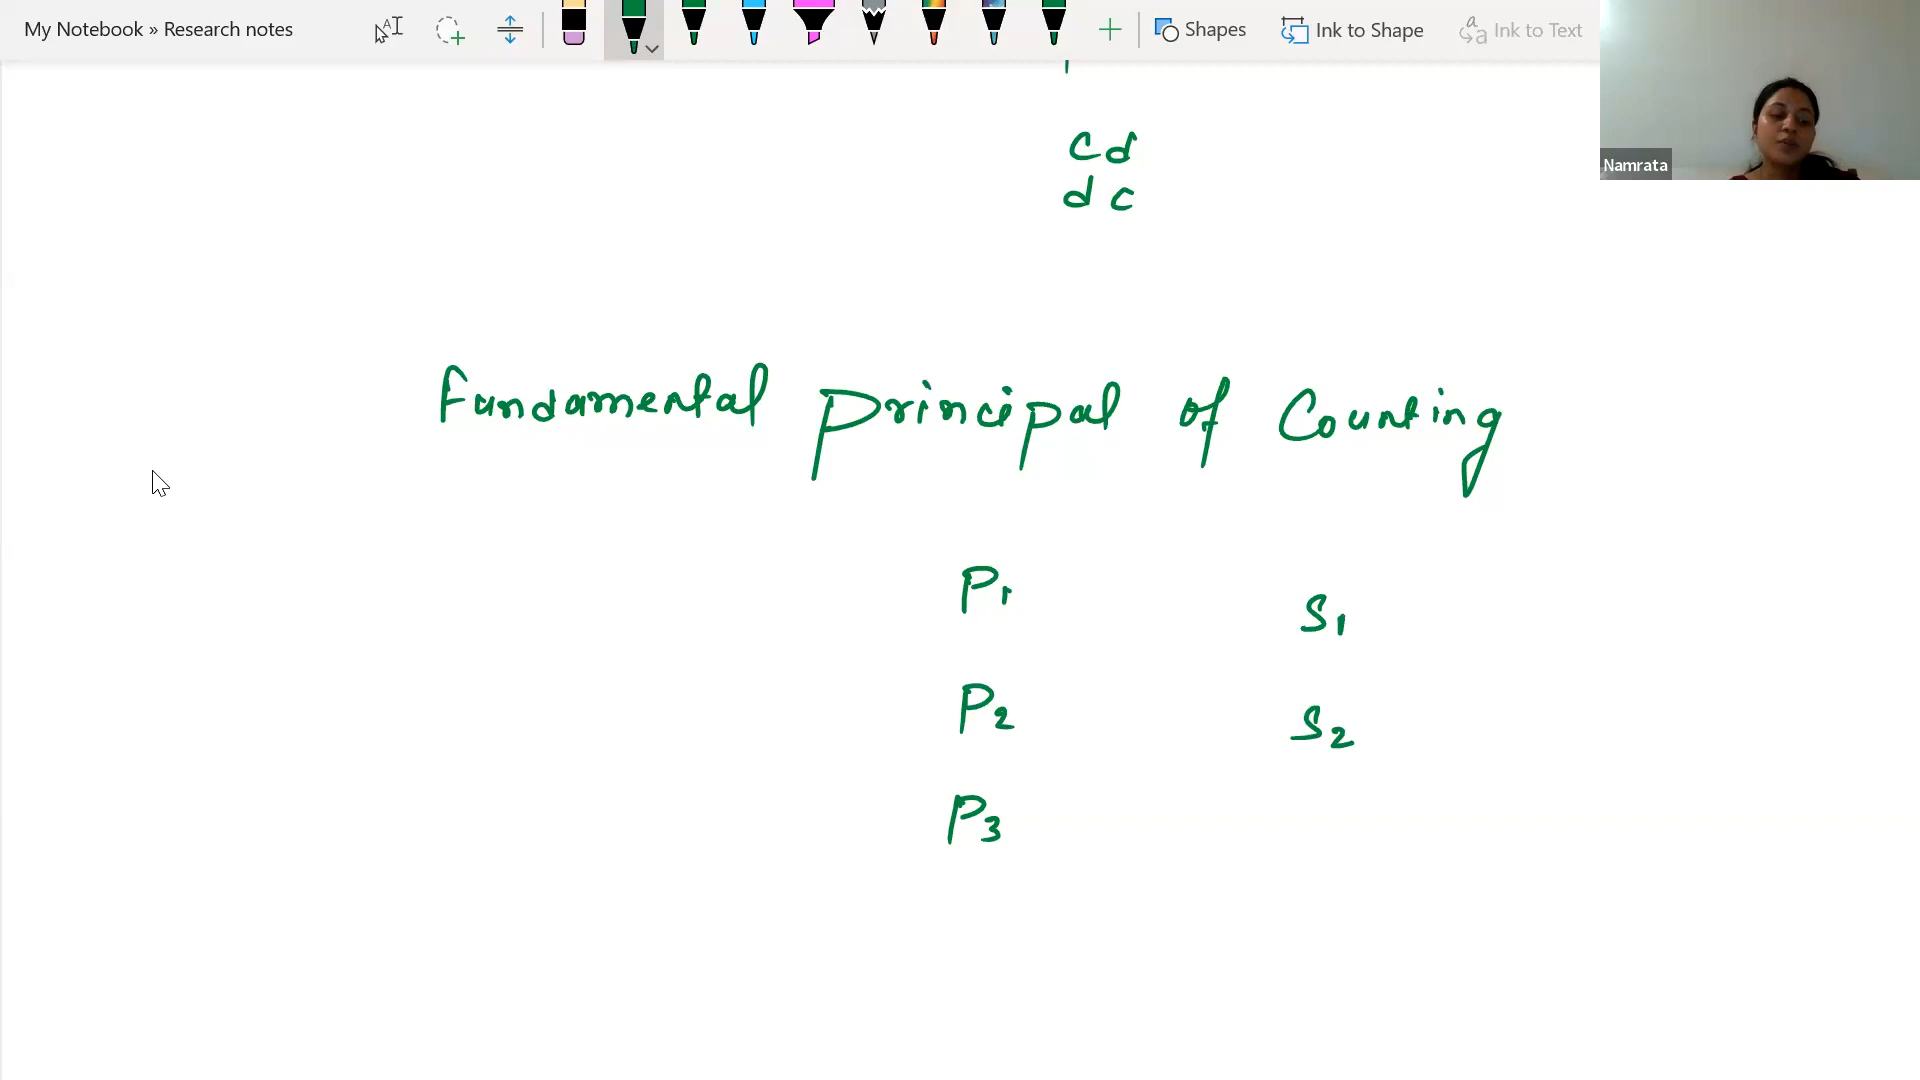 My Notebook » Research notes
Shapes
Ink to Shape
Ink to Text
Namrata
cd
dc
Fundamental principal of Counting
P1 S1
P2 S2
P3